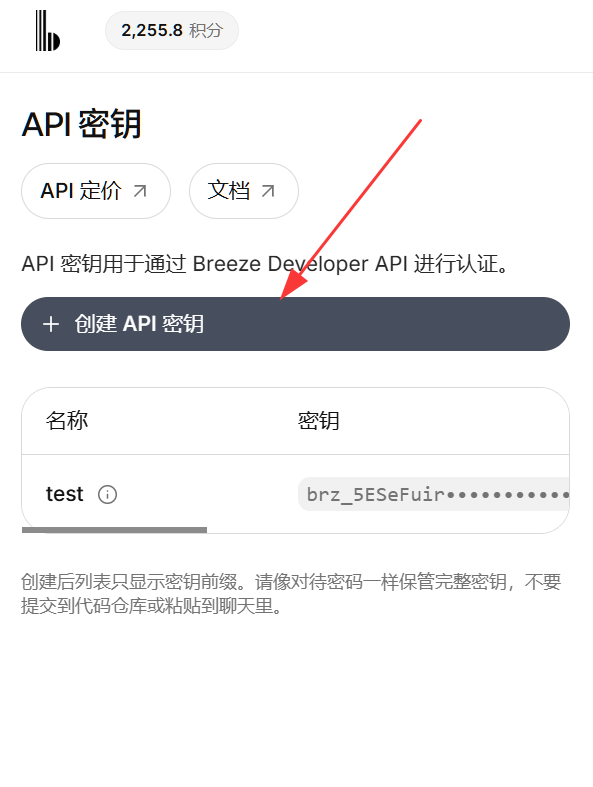 2,255.8 积分
API 密钥
API 定价
文档
API 密钥用于通过 Breeze Developer API 进行认证。
+ 创建 API 密钥
名称 密钥
test brz_5ESeFuir•••••••••••
创建后列表只显示密钥前缀。请像对待密码一样保管完整密钥，不要
提交到代码仓库或粘贴到聊天里。